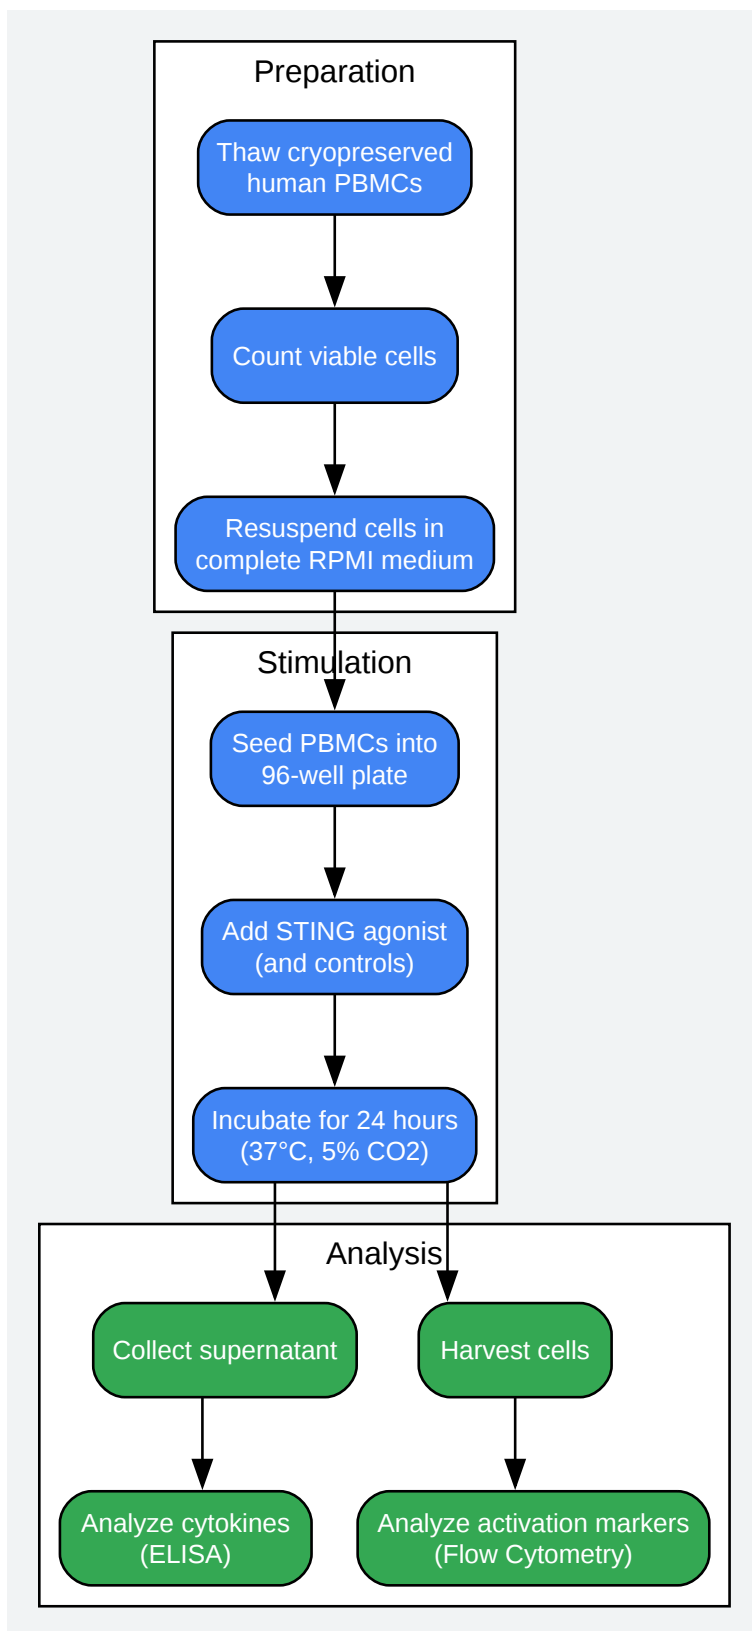 Preparation
Thaw cryopreserved
human PBMCs
Count viable cells
Resuspend cells in
complete RPMI medium
Stimulation
Seed PBMCs into
96-well plate
Add STING agonist
(and controls)
Incubate for 24 hours
(37°C, 5% CO2)
Analysis
Collect supernatant
Harvest cells
Analyze cytokines
(ELISA)
Analyze activation markers
(Flow Cytometry)